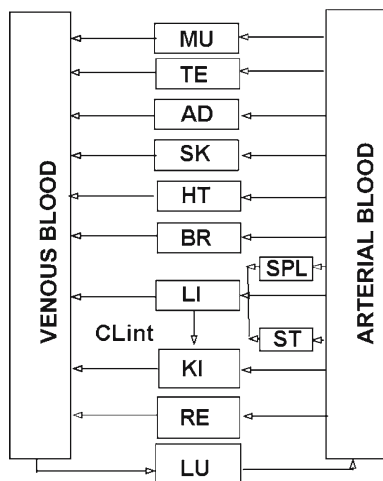 VENOUS BLOOD
MU
TE
AD
SK
HT
BR
SPL
LI
CLint
ST
KI
RE
LU
ARTERIAL BLOOD